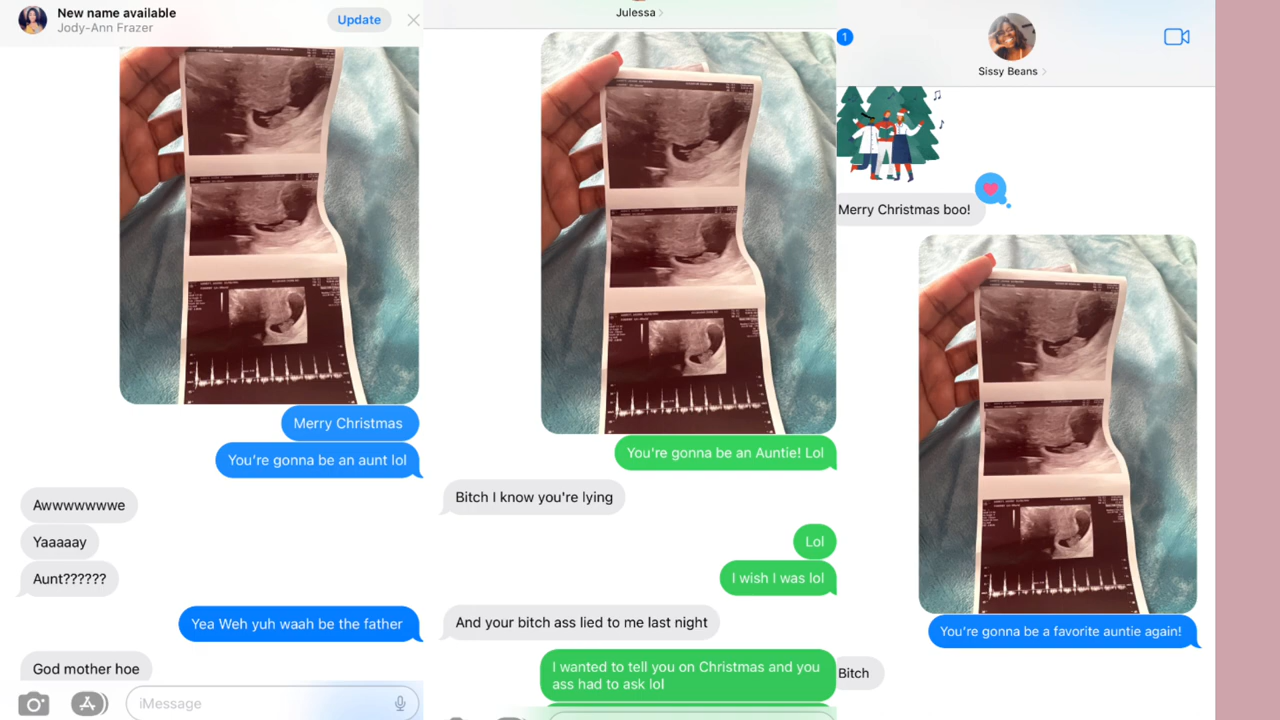 New name available
Jody-Ann Frazer
Update
Merry Christmas
You're gonna be an aunt lol
Awwwwwwwe
Yaaaaay
Aunt??????
Yea Weh yuh waah be the father
God mother hoe
iMessage
Julessa
You're gonna be an Auntie! Lol
Bitch I know you're lying
Lol
I wish I was lol
And your bitch ass lied to me last night
I wanted to tell you on Christmas and you
ass had to ask lol
1
Sissy Beans
Merry Christmas boo!
You're gonna be a favorite auntie again!
Bitch